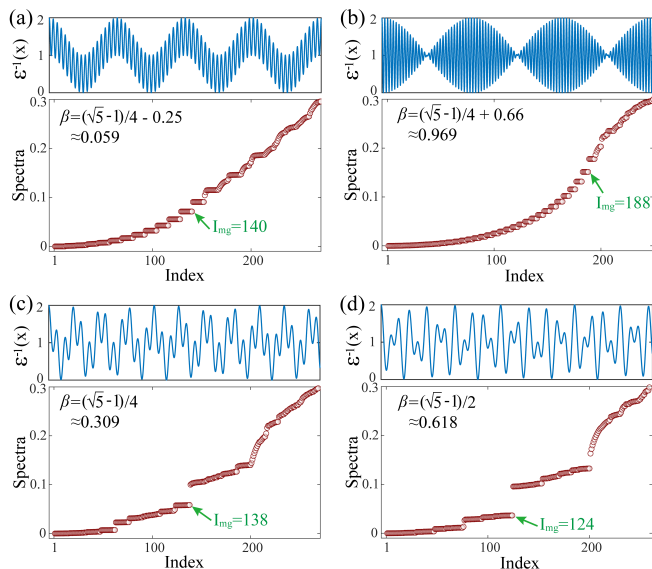 (a)
ε⁻¹(x)
2
1
0
0.3
0.2
0.1
0
Spectra
β=(√5-1)/4 - 0.25
≈0.059
Iₘg=140
1
100
200
Index
(b)
ε⁻¹(x)
2
1
0
0.3
0.2
0.1
0
Spectra
β=(√5-1)/4 + 0.66
≈0.969
Iₘg=188
1
100
200
Index
(c)
ε⁻¹(x)
2
1
0
0.3
0.2
0.1
0
Spectra
β=(√5-1)/4
≈0.309
Iₘg=138
1
100
200
Index
(d)
ε⁻¹(x)
2
1
0
0.3
0.2
0.1
0
Spectra
β=(√5-1)/2
≈0.618
Iₘg=124
1
100
200
Index